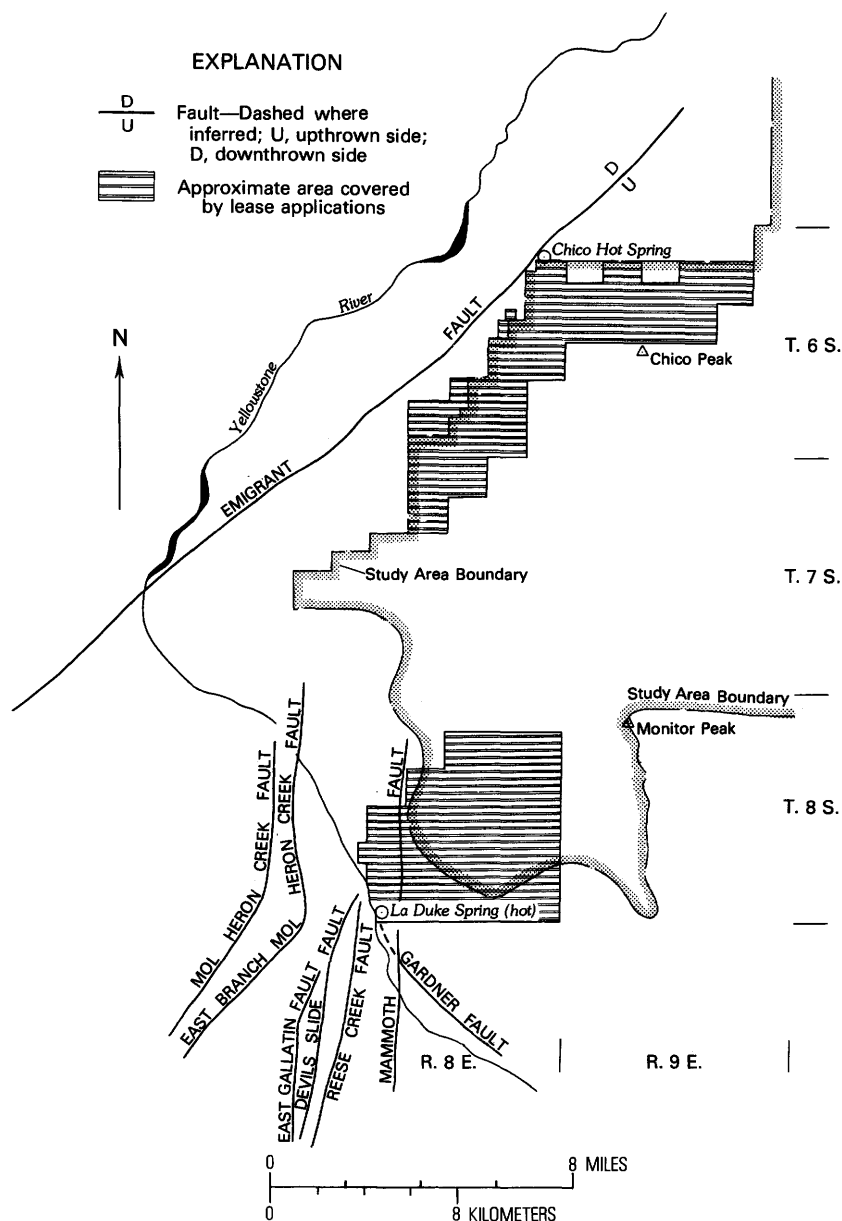 EXPLANATION
D
U
Fault—Dashed where
inferred; U, upthrown side;
D, downthrown side
Approximate area covered
by lease applications
D
U
Chico Hot Spring
River
Yellowstone
FAULT
EMIGRANT
N
Chico Peak
T. 6 S.
Study Area Boundary
T. 7 S.
Study Area Boundary
Monitor Peak
T. 8 S.
MOL HERON CREEK FAULT
EAST BRANCH MOL HERON CREEK FAULT
FAULT
La Duke Spring (hot)
EAST GALLATIN FAULT
DEVILS SLIDE FAULT
REESE CREEK FAULT
MAMMOTH
GARDNER FAULT
R. 8 E.
R. 9 E.
0 8 MILES
0 8 KILOMETERS